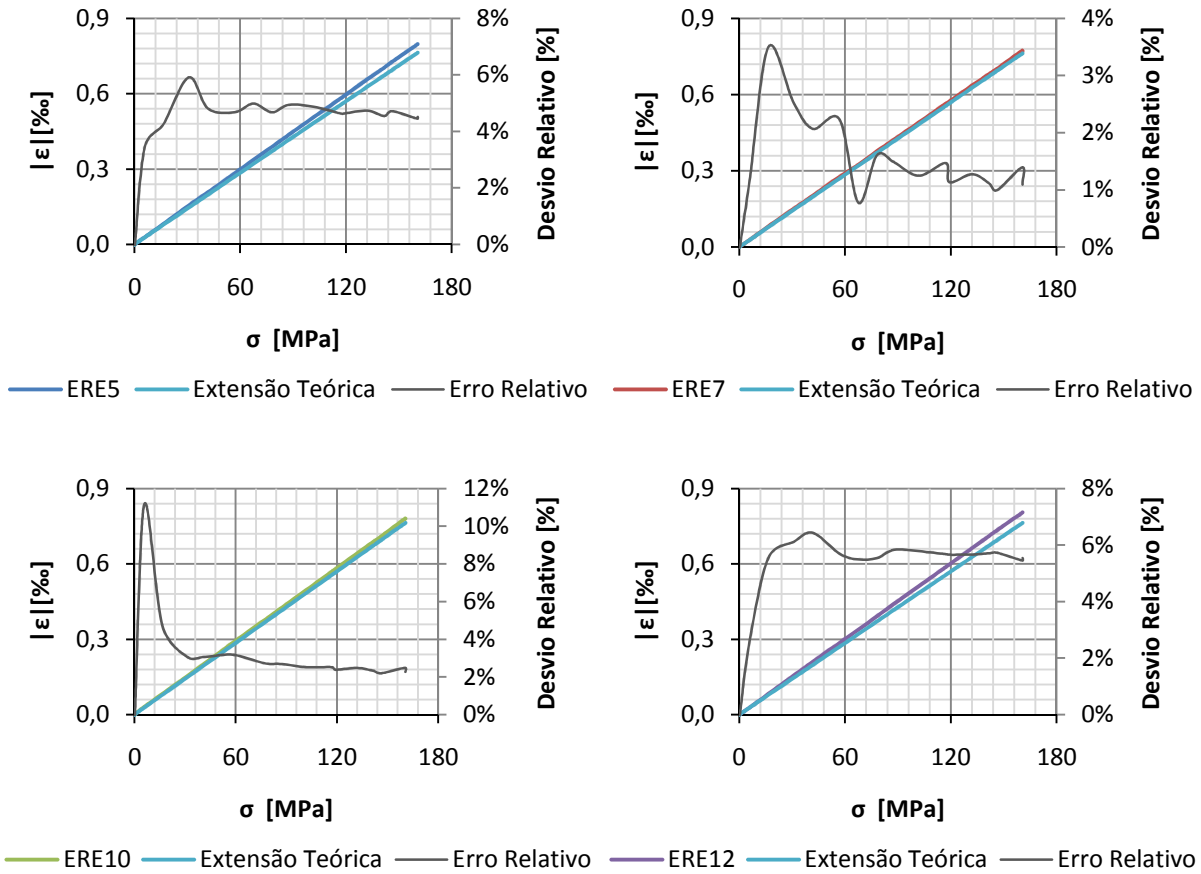 0,9
0,6
0,3
0,0
|ε| [‰]
8%
6%
4%
2%
0%
Desvio Relativo [%]
0 60 120 180
σ [MPa]
ERE5 Extensão Teórica Erro Relativo
0,9
0,6
0,3
0,0
|ε| [‰]
4%
3%
2%
1%
0%
Desvio Relativo [%]
0 60 120 180
σ [MPa]
ERE7 Extensão Teórica Erro Relativo
0,9
0,6
0,3
0,0
|ε| [‰]
12%
10%
8%
6%
4%
2%
0%
Desvio Relativo [%]
0 60 120 180
σ [MPa]
ERE10 Extensão Teórica Erro Relativo
0,9
0,6
0,3
0,0
|ε| [‰]
8%
6%
4%
2%
0%
Desvio Relativo [%]
0 60 120 180
σ [MPa]
ERE12 Extensão Teórica Erro Relativo